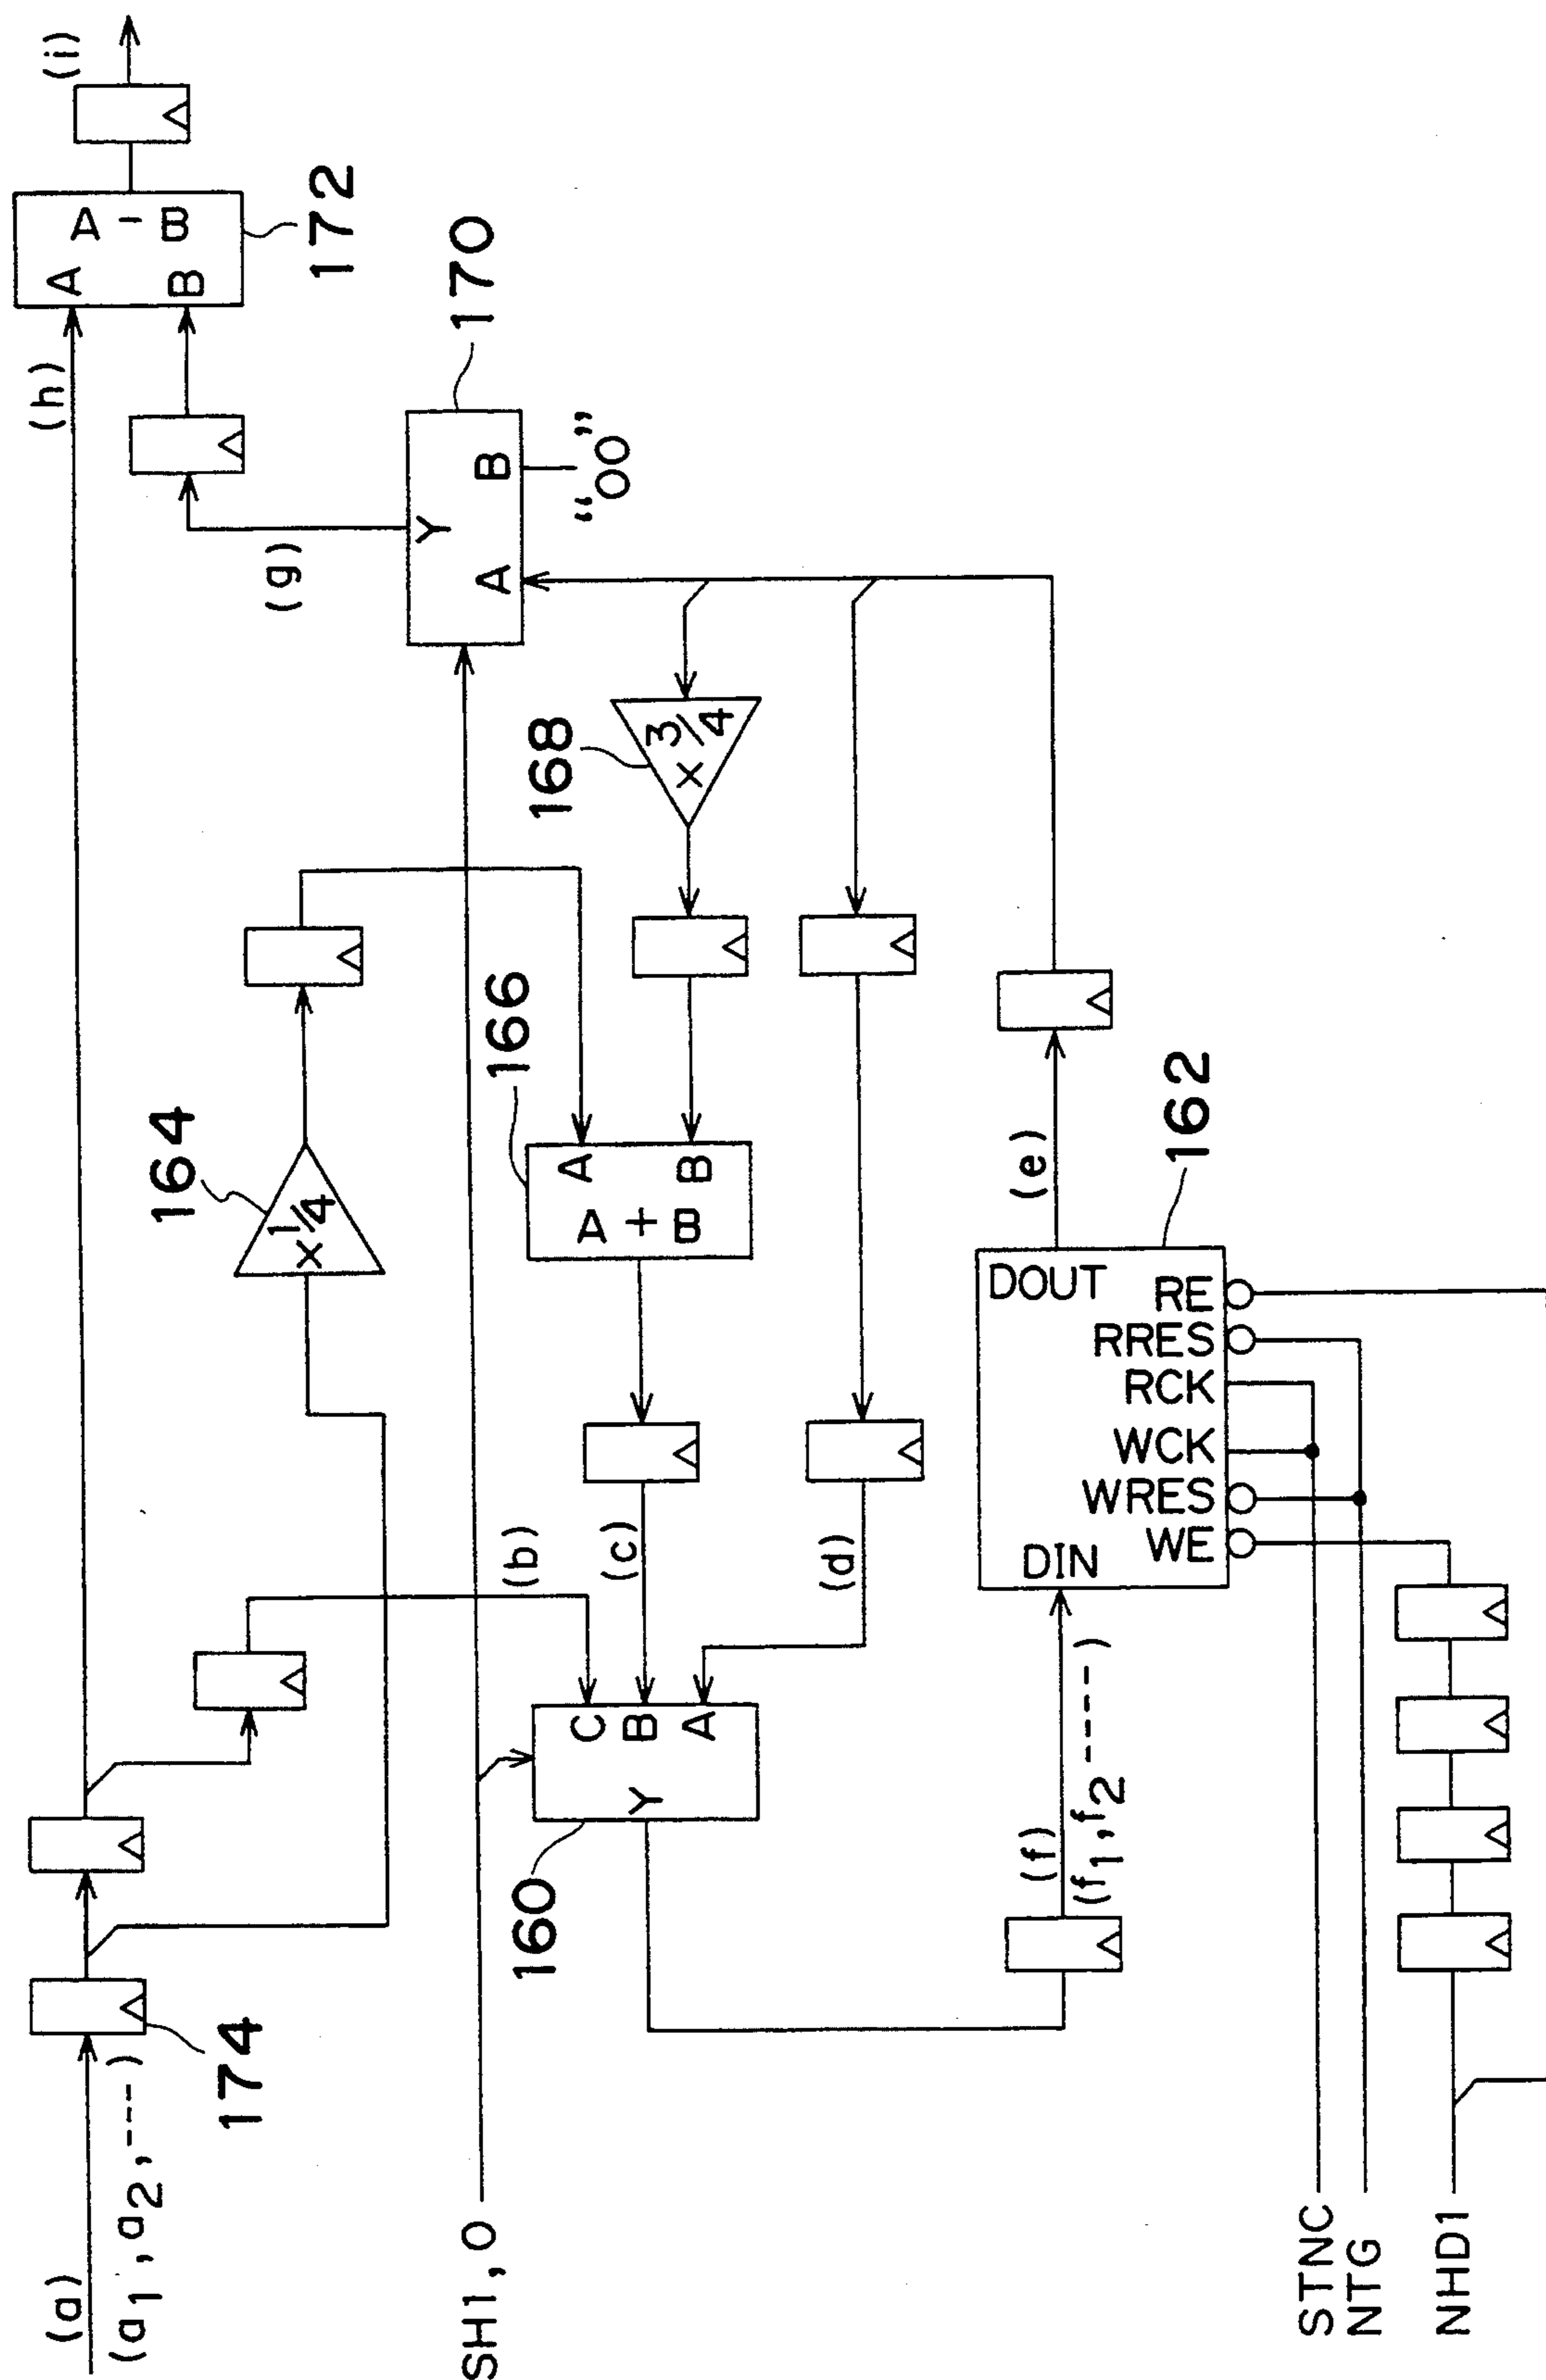 (a)
(a1, a2, ---)
174
(h)
A
B
A - B
172
(i)
164
x1/4
(g)
SH1, 0
160
C
B
A
Y
(b)
(c)
(d)
166
A
B
A + B
168
x 3/4
170
Y
A
B
“00”
(f)
(f1, f2 -----)
162
DOUT
DIN
RE
RRES
RCK
WCK
WRES
WE
(e)
STNC
NTG
NHD1